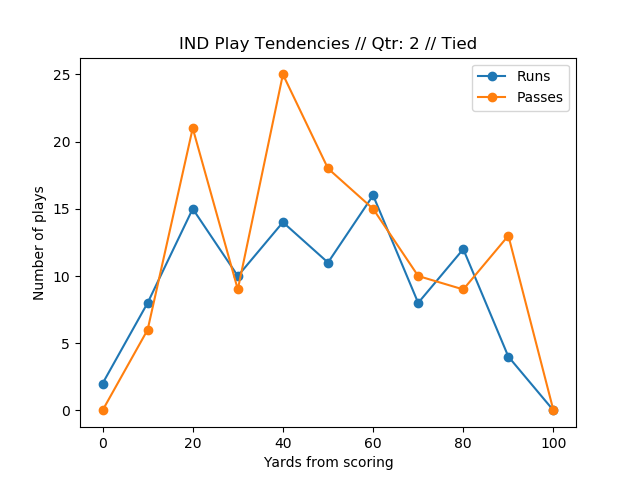 IND Play Tendencies // Qtr: 2 // Tied
Runs
Passes
Number of plays
25
20
15
10
5
0
0 20 40 60 80 100
Yards from scoring